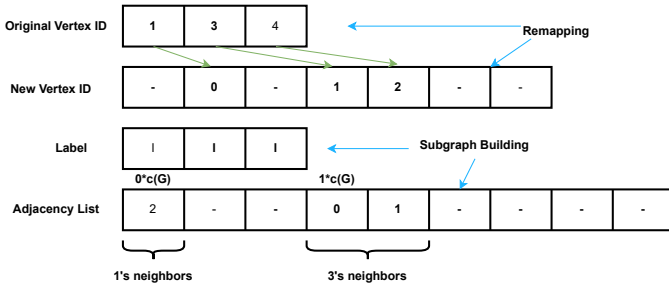 Original Vertex ID 1 3 4
Remapping
New Vertex ID - 0 - 1 2 - -
Label I I I
Subgraph Building
0*c(G) 1*c(G)
Adjacency List 2 - - 0 1 - - - -
1's neighbors 3's neighbors